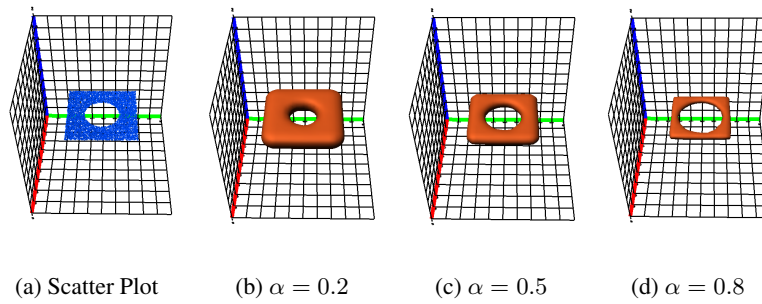 (a) Scatter Plot
(b) α = 0.2
(c) α = 0.5
(d) α = 0.8